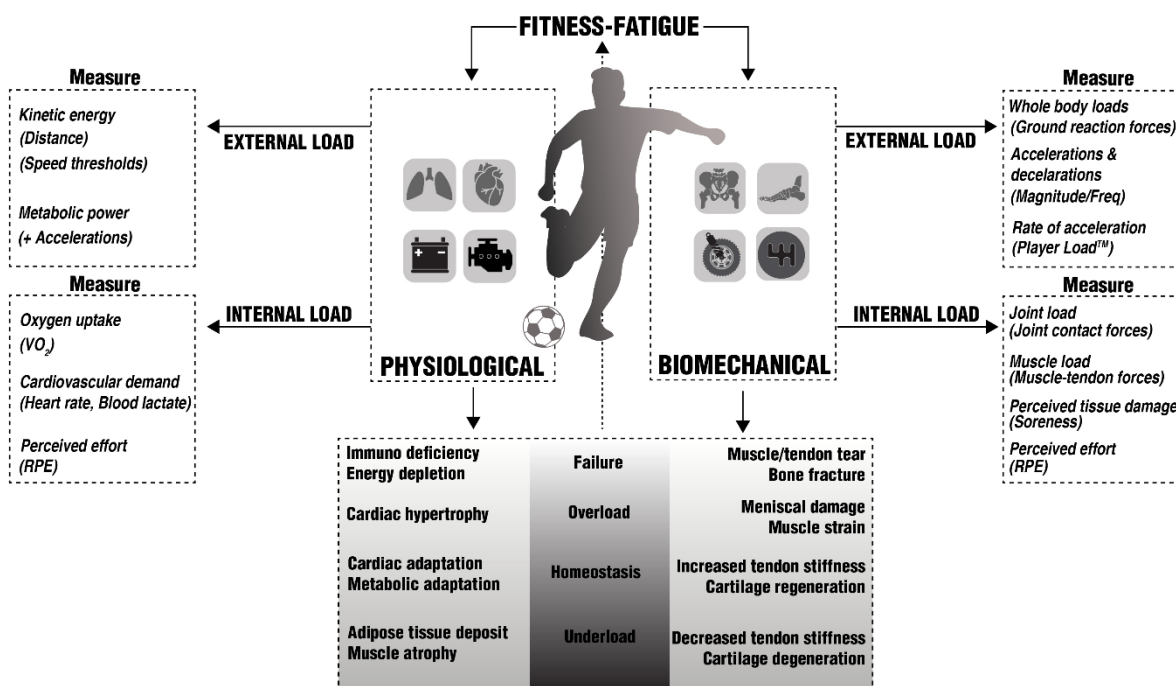 FITNESS-FATIGUE
Measure
Kinetic energy
(Distance)
(Speed thresholds)
Metabolic power
(+ Accelerations)
EXTERNAL LOAD
Measure
Oxygen uptake
(VO₂)
Cardiovascular demand
(Heart rate, Blood lactate)
Perceived effort
(RPE)
INTERNAL LOAD
PHYSIOLOGICAL
BIOMECHANICAL
EXTERNAL LOAD
Measure
Whole body loads
(Ground reaction forces)
Accelerations &
decelarations
(Magnitude/Freq)
Rate of acceleration
(Player Load™)
INTERNAL LOAD
Measure
Joint load
(Joint contact forces)
Muscle load
(Muscle-tendon forces)
Perceived tissue damage
(Soreness)
Perceived effort
(RPE)
Immuno deficiency
Energy depletion
Failure
Muscle/tendon tear
Bone fracture
Cardiac hypertrophy
Overload
Meniscal damage
Muscle strain
Cardiac adaptation
Metabolic adaptation
Homeostasis
Increased tendon stiffness
Cartilage regeneration
Adipose tissue deposit
Muscle atrophy
Underload
Decreased tendon stiffness
Cartilage degeneration